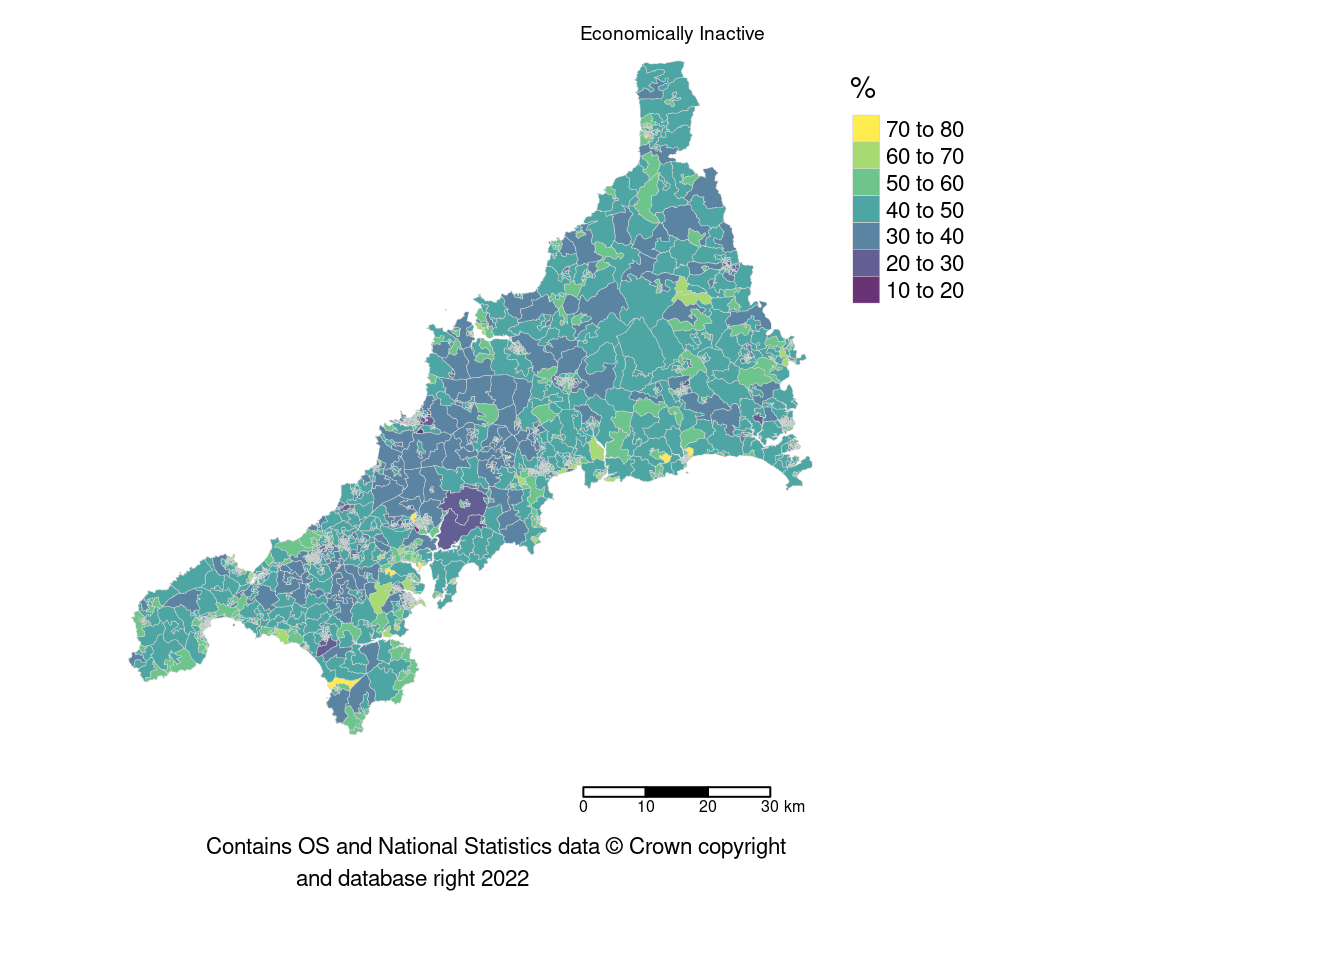 Economically Inactive
%
70 to 80
60 to 70
50 to 60
40 to 50
30 to 40
20 to 30
10 to 20
0 10 20 30 km
Contains OS and National Statistics data © Crown copyright
and database right 2022